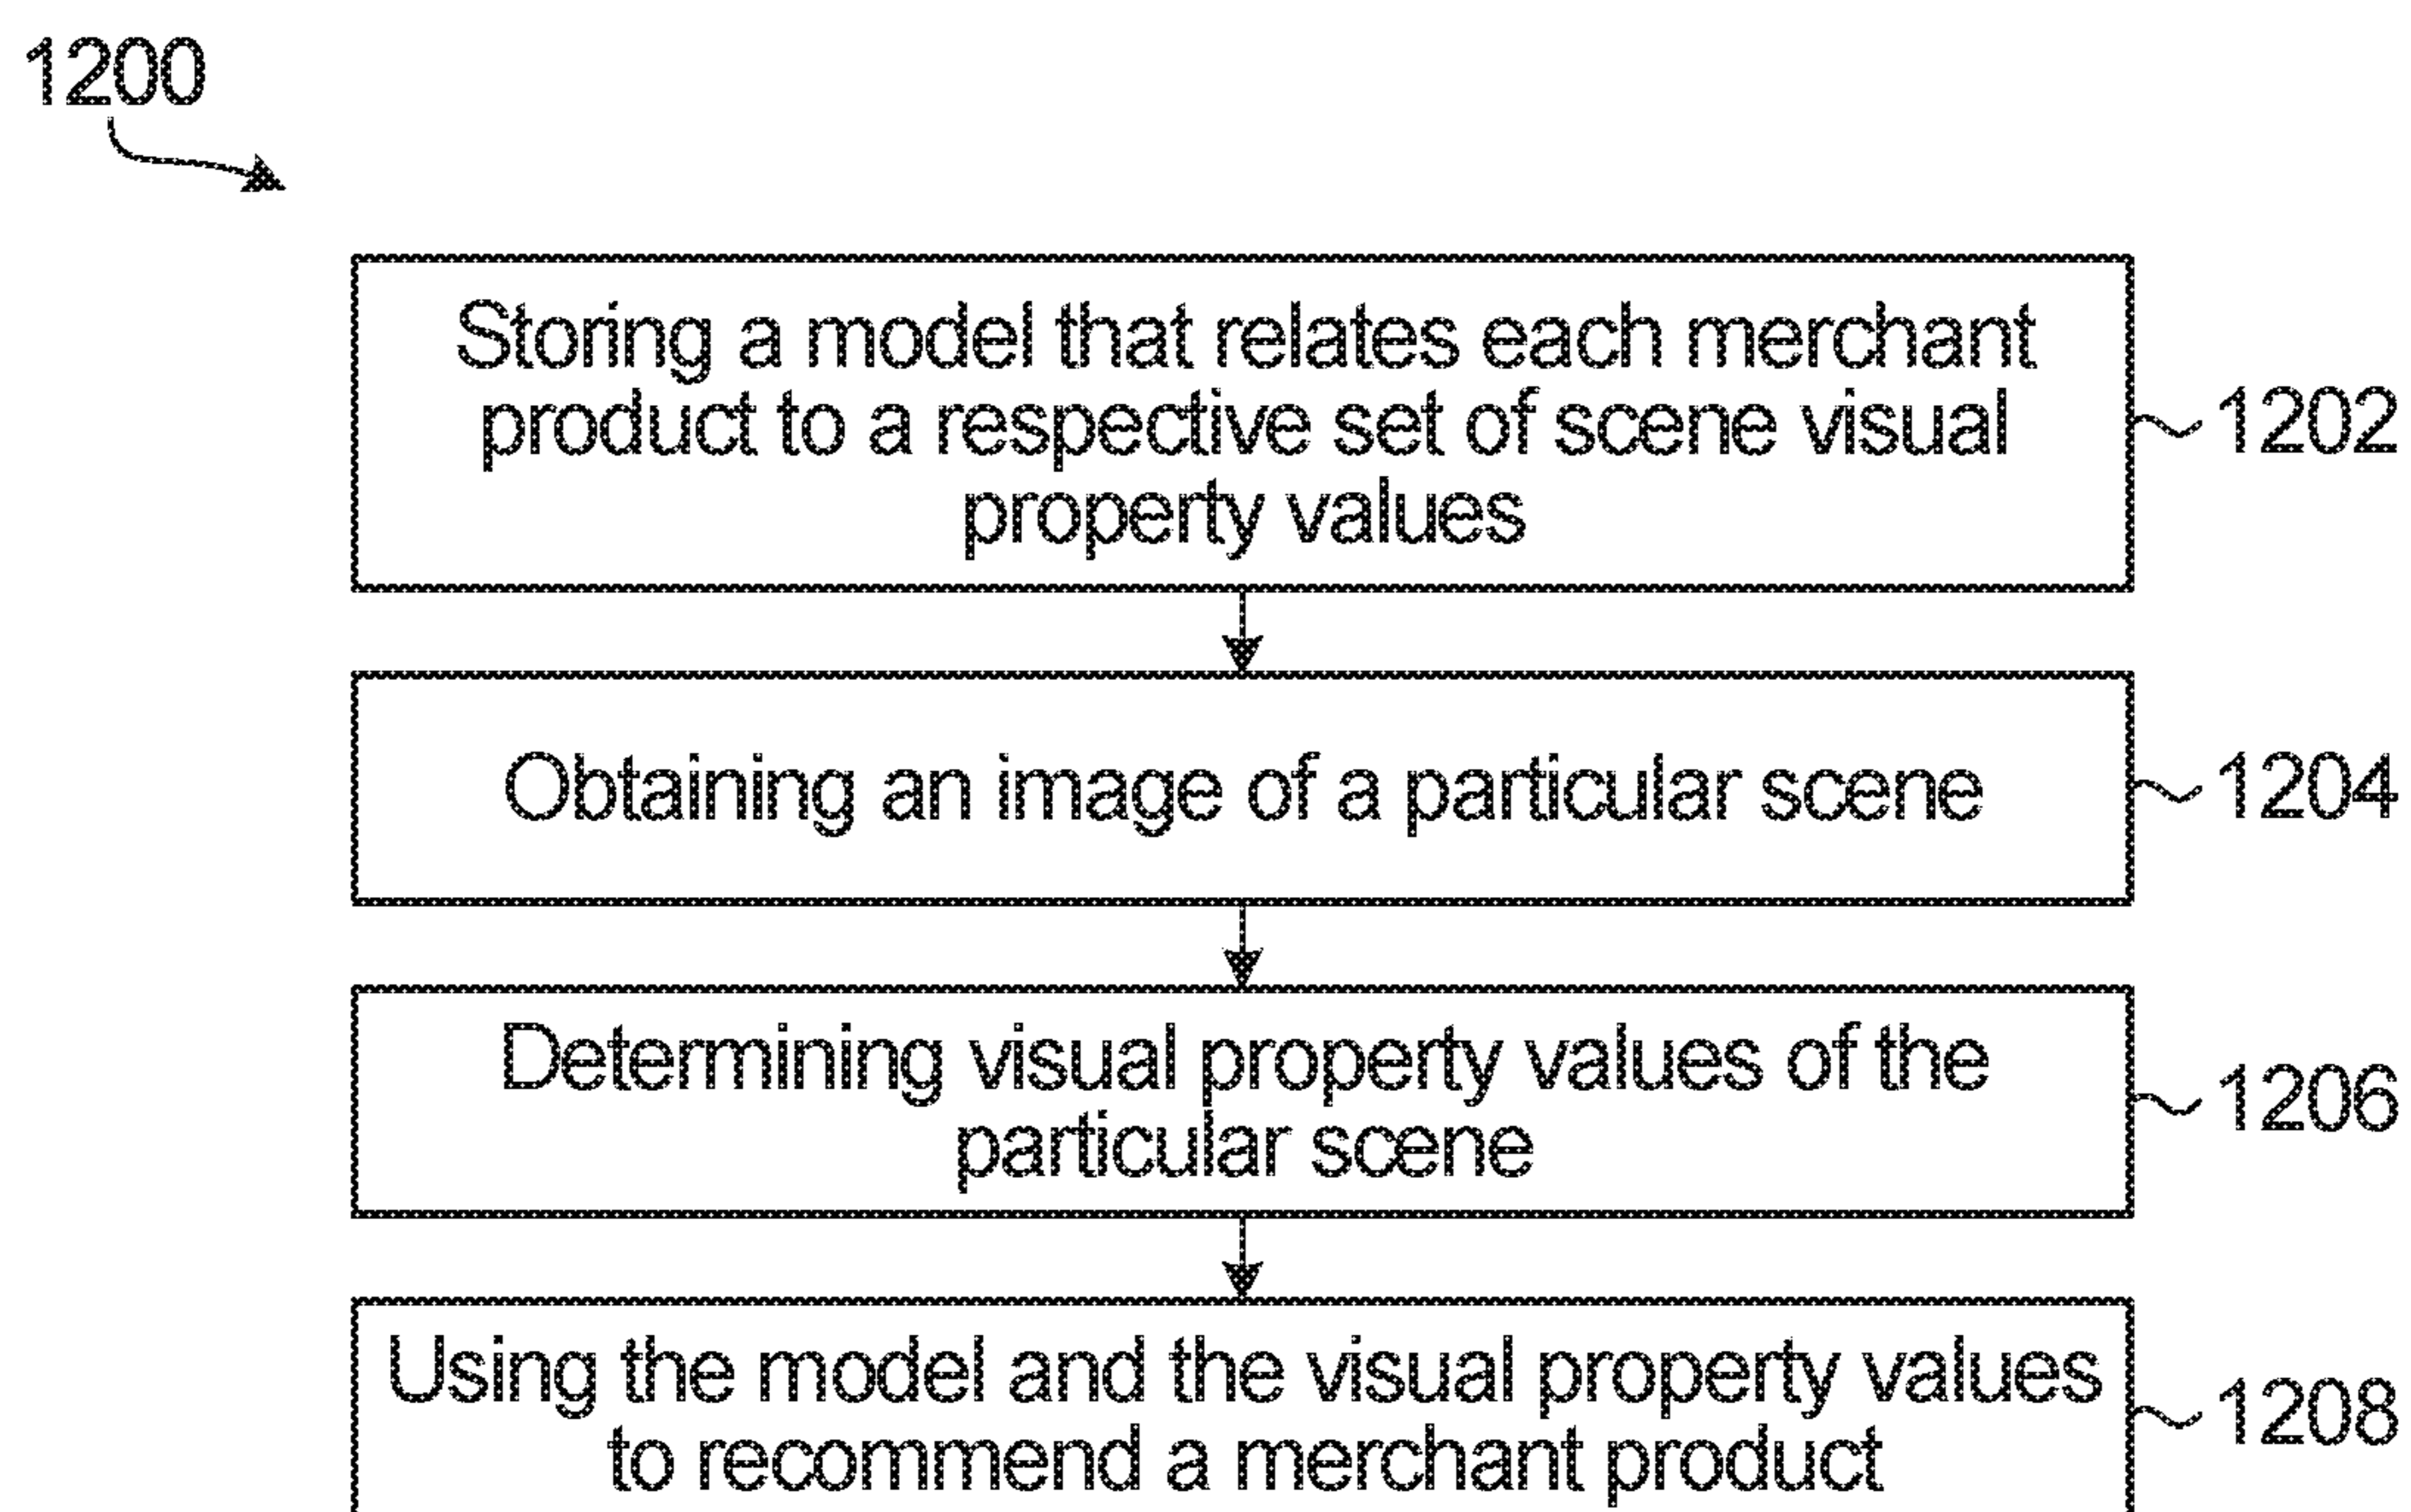 1200
Storing a model that relates each merchant
product to a respective set of scene visual
property values
1202
Obtaining an image of a particular scene
1204
Determining visual property values of the
particular scene
1206
Using the model and the visual property values
to recommend a merchant product
1208